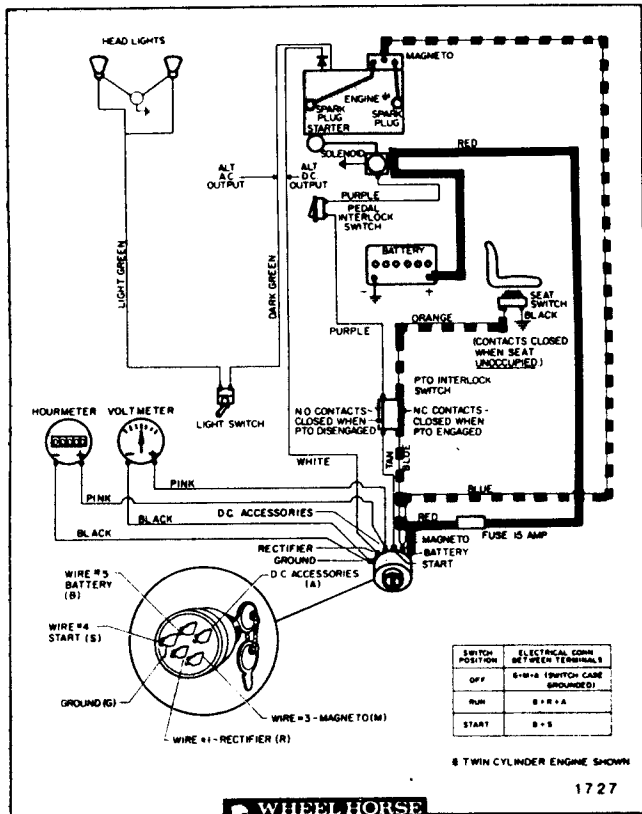 HEAD LIGHTS
MAGNETO
ENGINE
SPARK
PLUG
SPARK
PLUG
STARTER
SOLENOID
RED
ALT
AC
OUTPUT
ALT
DC
OUTPUT
PURPLE
PEDAL
INTERLOCK
SWITCH
BATTERY
- +
LIGHT GREEN
DARK GREEN
SEAT
SWITCH
BLACK
PURPLE
ORANGE
(CONTACTS CLOSED
WHEN SEAT
UNOCCUPIED.)
PTO INTERLOCK
SWITCH
LIGHT SWITCH
N.O. CONTACTS-
CLOSED WHEN
PTO DISENGAGED
N.C. CONTACTS-
CLOSED WHEN
PTO ENGAGED
HOURMETER
VOLTMETER
WHITE
TAN
BLUE
PINK
PINK
BLUE
BLACK
BLACK
D.C. ACCESSORIES
RED
FUSE 15 AMP
RECTIFIER
GROUND
MAGNETO
BATTERY
START
D.C. ACCESSORIES
(A)
WIRE #5
BATTERY
(B)
WIRE #4
START (S)
GROUND(G)
WIRE #3-MAGNETO(M)
WIRE #1-RECTIFIER (R)
SWITCH
POSITION
ELECTRICAL CONN
BETWEEN TERMINALS
OFF
G+M+A (SWITCH CASE
GROUNDED)
RUN
B+R+A
START
B+S
TWIN CYLINDER ENGINE SHOWN
1727
WHEEL HORSE